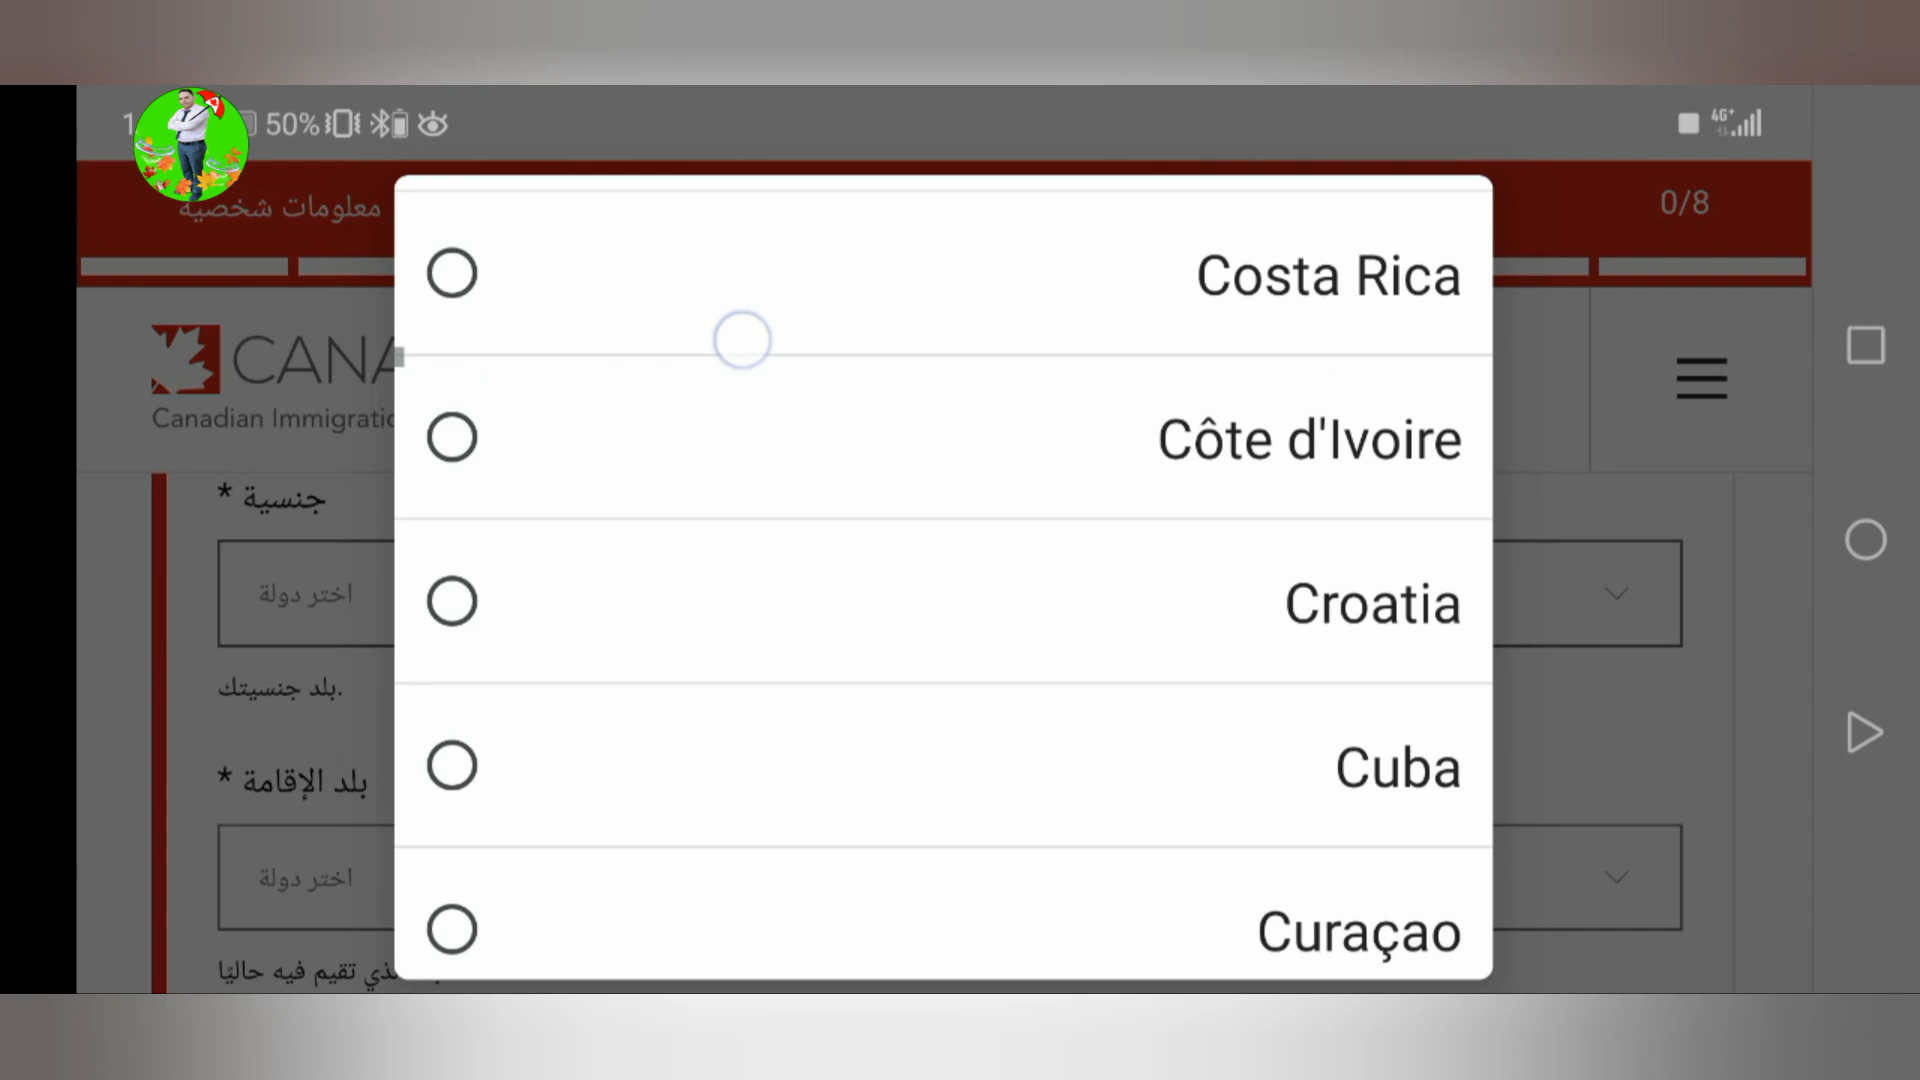 50%
4G+
معلومات شخصية
0/8
Costa Rica
Côte d'Ivoire
Croatia
Cuba
Curaçao
CANA
Canadian Immigratio
جنسية *
اختر دولة
بلد جنسيتك.
بلد الإقامة *
اختر دولة
تقيم فيه حاليًا